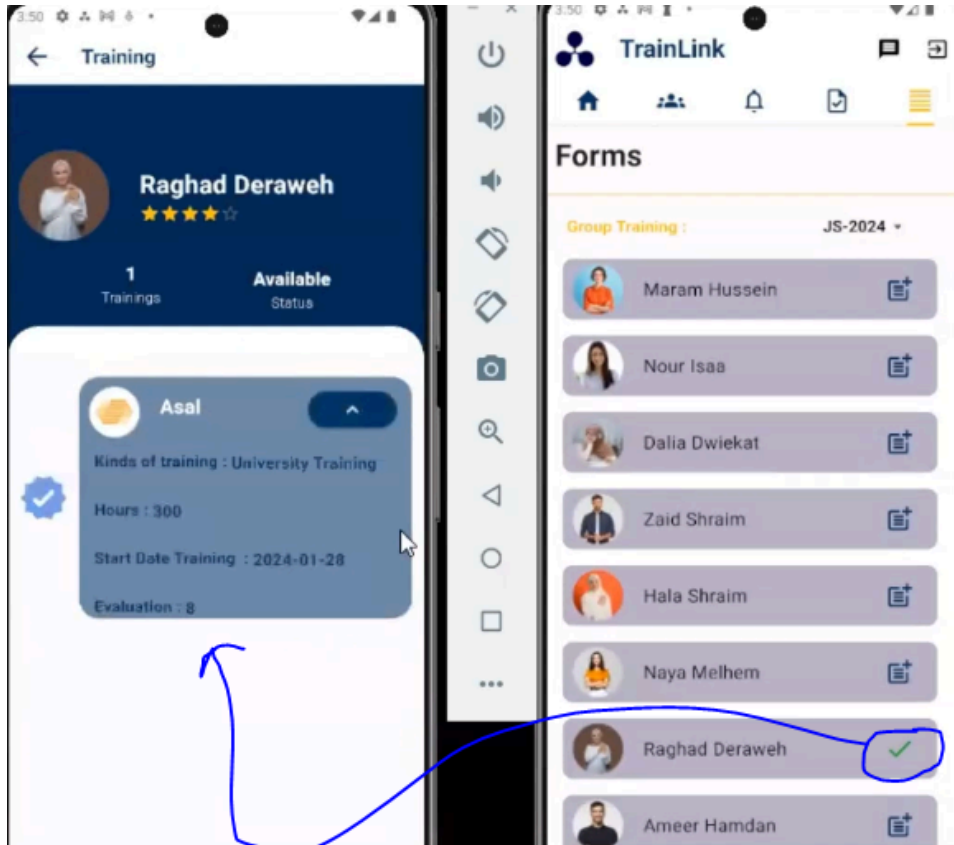 3:50
Training
Raghad Deraweh
1
Trainings
Available
Status
Asal
Kinds of training : University Training
Hours : 300
Start Date Training : 2024-01-28
Evaluation : 8
3:50
TrainLink
Forms
Group Training :
JS-2024
Maram Hussein
Nour Isaa
Dalia Dwiekat
Zaid Shraim
Hala Shraim
Naya Melhem
Raghad Deraweh
Ameer Hamdan